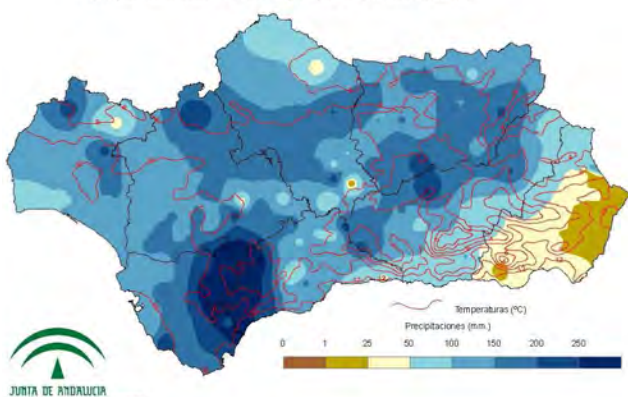 Temperaturas (ºC)
Precipitaciones (mm.)
0 1 25 50 100 150 200 250
JUNTA DE ANDALUCIA